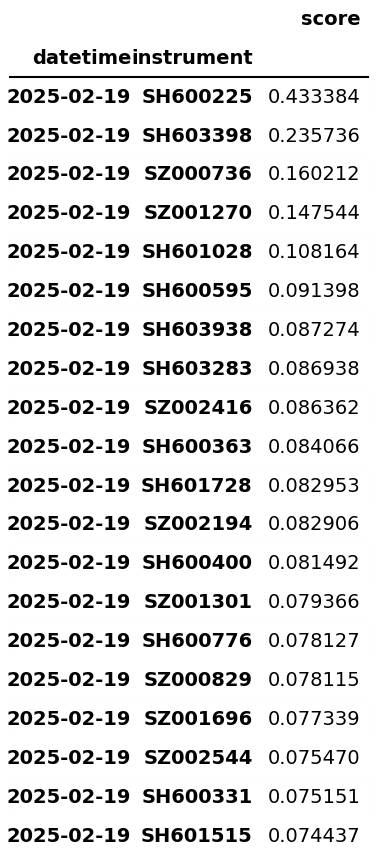 score
datetime instrument
2025-02-19 SH600225 0.433384
2025-02-19 SH603398 0.235736
2025-02-19 SZ000736 0.160212
2025-02-19 SZ001270 0.147544
2025-02-19 SH601028 0.108164
2025-02-19 SH600595 0.091398
2025-02-19 SH603938 0.087274
2025-02-19 SH603283 0.086938
2025-02-19 SZ002416 0.086362
2025-02-19 SH600363 0.084066
2025-02-19 SH601728 0.082953
2025-02-19 SZ002194 0.082906
2025-02-19 SH600400 0.081492
2025-02-19 SZ001301 0.079366
2025-02-19 SH600776 0.078127
2025-02-19 SZ000829 0.078115
2025-02-19 SZ001696 0.077339
2025-02-19 SZ002544 0.075470
2025-02-19 SH600331 0.075151
2025-02-19 SH601515 0.074437